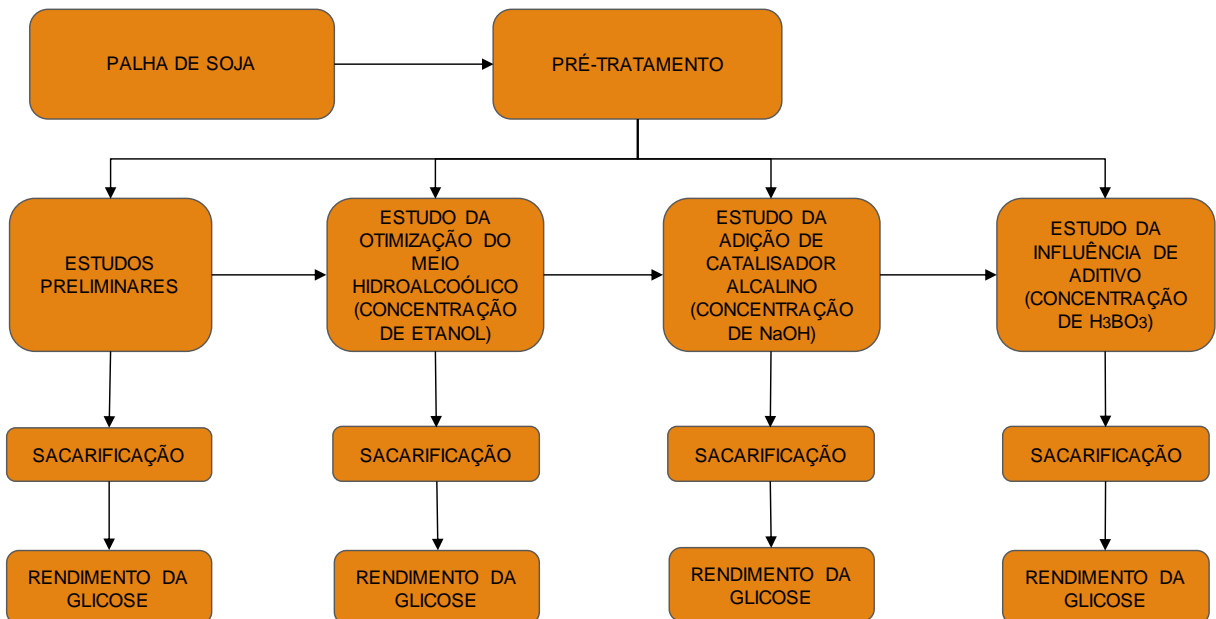 PALHA DE SOJA
PRÉ-TRATAMENTO
ESTUDOS
PRELIMINARES
ESTUDO DA
OTIMIZAÇÃO DO
MEIO
HIDROALCOÓLICO
(CONCENTRAÇÃO
DE ETANOL)
ESTUDO DA
ADIÇÃO DE
CATALISADOR
ALCALINO
(CONCENTRAÇÃO
DE NaOH)
ESTUDO DA
INFLUÊNCIA DE
ADITIVO
(CONCENTRAÇÃO
DE H3BO3)
SACARIFICAÇÃO
SACARIFICAÇÃO
SACARIFICAÇÃO
SACARIFICAÇÃO
RENDIMENTO DA
GLICOSE
RENDIMENTO DA
GLICOSE
RENDIMENTO DA
GLICOSE
RENDIMENTO DA
GLICOSE